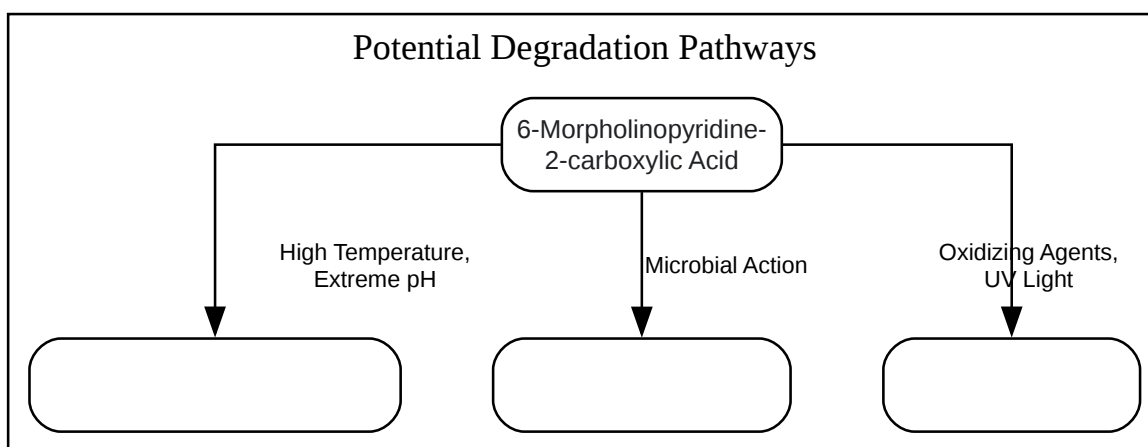 Potential Degradation Pathways
6-Morpholinopyridine-
2-carboxylic Acid
High Temperature,
Extreme pH
Microbial Action
Oxidizing Agents,
UV Light